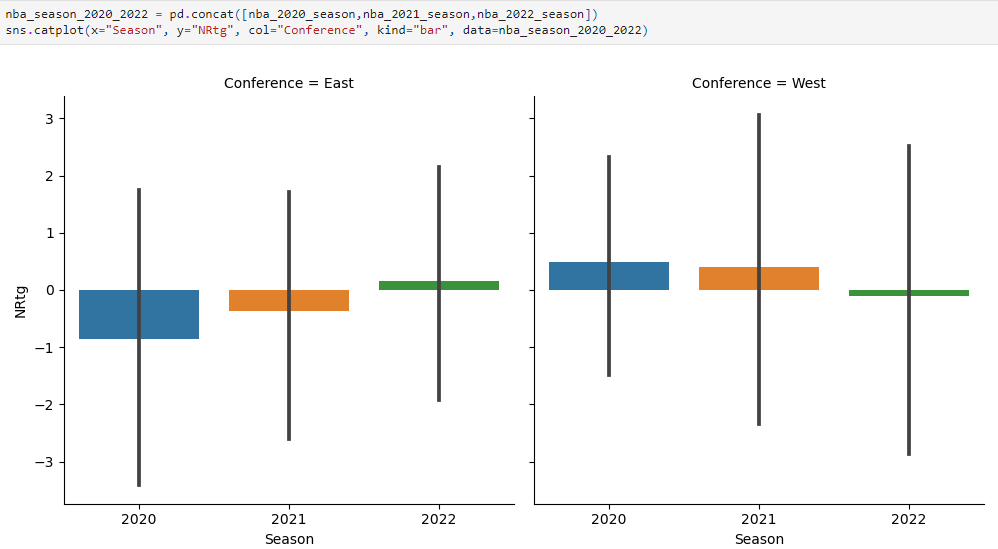 nba_season_2020_2022 = pd.concat([nba_2020_season,nba_2021_season,nba_2022_season])
sns.catplot(x="Season", y="NRtg", col="Conference", kind="bar", data=nba_season_2020_2022)
Conference = East
Conference = West
3
2
1
0
−1
−2
−3
NRtg
2020
2021
2022
2020
2021
2022
Season
Season